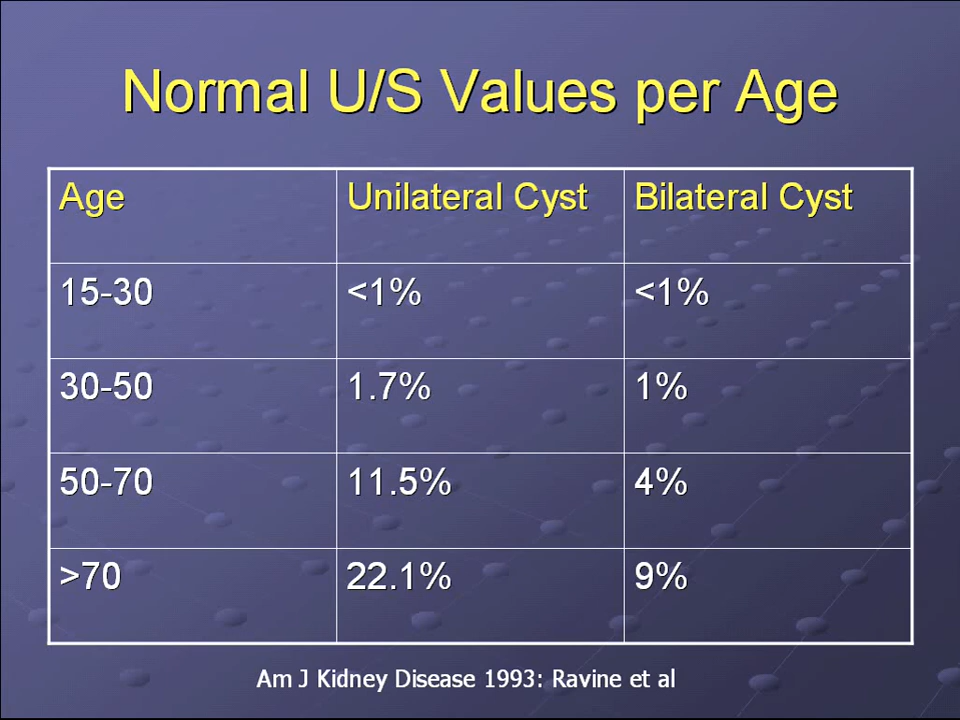 Normal U/S Values per Age
Age Unilateral Cyst Bilateral Cyst
15-30 <1% <1%
30-50 1.7% 1%
50-70 11.5% 4%
>70 22.1% 9%
Am J Kidney Disease 1993: Ravine et al